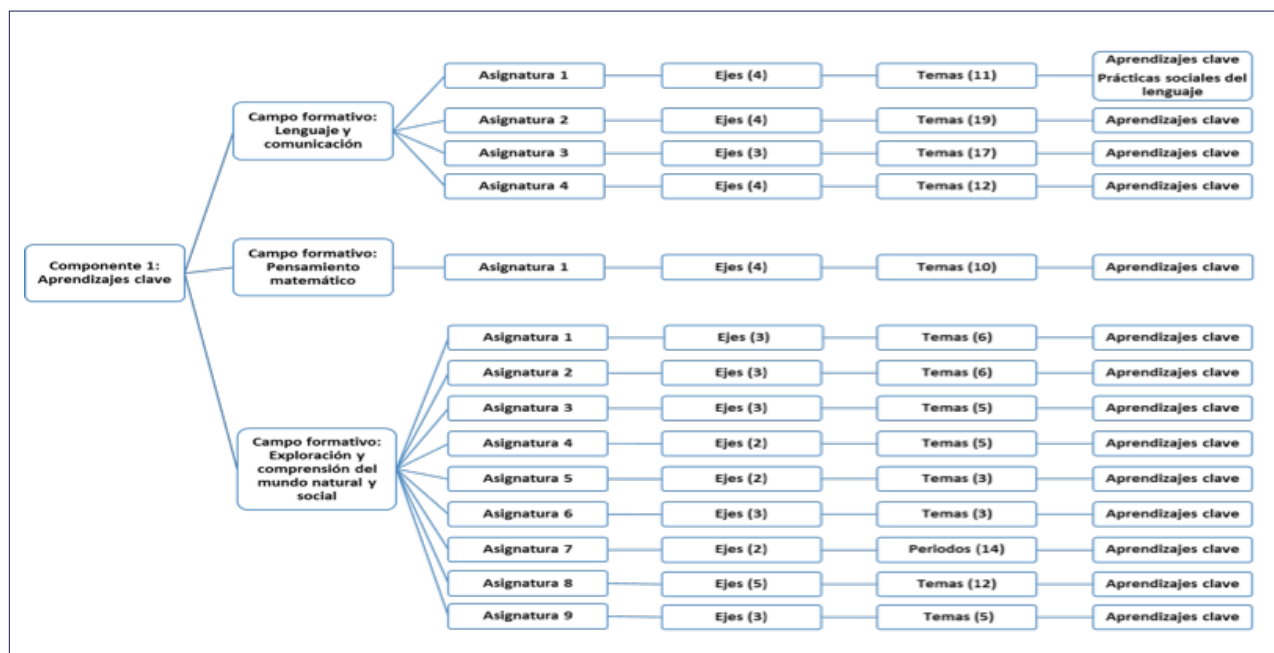 Componente 1:
Aprendizajes clave
Campo formativo:
Lenguaje y
comunicación
Asignatura 1
Ejes (4)
Temas (11)
Aprendizajes clave
Prácticas sociales del
lenguaje
Asignatura 2
Ejes (4)
Temas (19)
Aprendizajes clave
Asignatura 3
Ejes (3)
Temas (17)
Aprendizajes clave
Asignatura 4
Ejes (4)
Temas (12)
Aprendizajes clave
Campo formativo:
Pensamiento
matemático
Asignatura 1
Ejes (4)
Temas (10)
Aprendizajes clave
Campo formativo:
Exploración y
comprensión del
mundo natural y
social
Asignatura 1
Ejes (3)
Temas (6)
Aprendizajes clave
Asignatura 2
Ejes (3)
Temas (6)
Aprendizajes clave
Asignatura 3
Ejes (3)
Temas (5)
Aprendizajes clave
Asignatura 4
Ejes (2)
Temas (5)
Aprendizajes clave
Asignatura 5
Ejes (2)
Temas (3)
Aprendizajes clave
Asignatura 6
Ejes (3)
Temas (3)
Aprendizajes clave
Asignatura 7
Ejes (2)
Períodos (14)
Aprendizajes clave
Asignatura 8
Ejes (5)
Temas (12)
Aprendizajes clave
Asignatura 9
Ejes (3)
Temas (5)
Aprendizajes clave